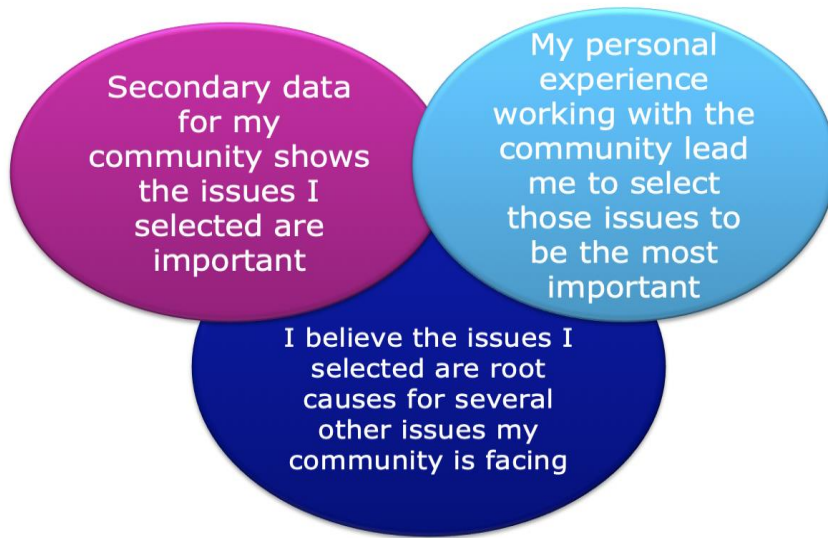 Secondary data
for my
community shows
the issues I
selected are
important
My personal
experience
working with the
community lead
me to select
those issues to
be the most
important
I believe the issues I
selected are root
causes for several
other issues my
community is facing